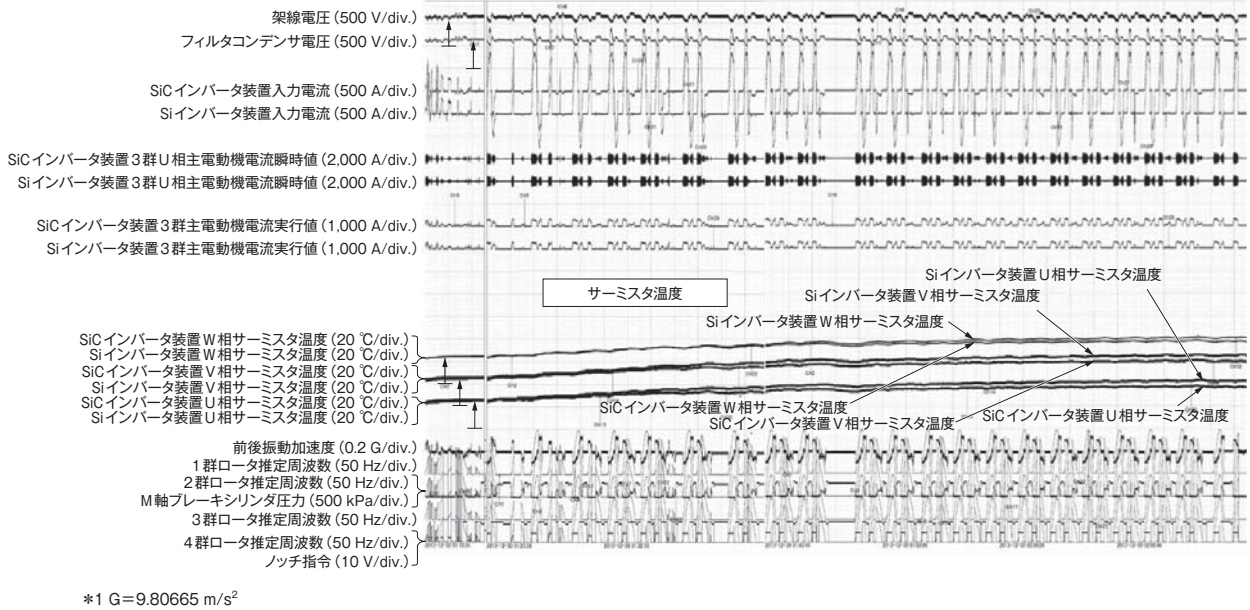 架線電圧(500 V/div.)
フィルタコンデンサ電圧(500 V/div.)
SiCインバータ装置入力電流(500 A/div.)
Siインバータ装置入力電流(500 A/div.)
SiCインバータ装置3群U相主電動機電流瞬時値(2,000 A/div.)
Siインバータ装置3群U相主電動機電流瞬時値(2,000 A/div.)
SiCインバータ装置3群主電動機電流実行値(1,000 A/div.)
Siインバータ装置3群主電動機電流実行値(1,000 A/div.)
サーミスタ温度
Siインバータ装置U相サーミスタ温度
Siインバータ装置V相サーミスタ温度
Siインバータ装置W相サーミスタ温度
SiCインバータ装置W相サーミスタ温度(20 ℃/div.)
Siインバータ装置W相サーミスタ温度(20 ℃/div.)
SiCインバータ装置V相サーミスタ温度(20 ℃/div.)
Siインバータ装置V相サーミスタ温度(20 ℃/div.)
SiCインバータ装置U相サーミスタ温度(20 ℃/div.)
Siインバータ装置U相サーミスタ温度(20 ℃/div.)
SiCインバータ装置W相サーミスタ温度
SiCインバータ装置V相サーミスタ温度
SiCインバータ装置U相サーミスタ温度
前後振動加速度(0.2 G/div.)
1群ロータ推定周波数(50 Hz/div.)
2群ロータ推定周波数(50 Hz/div.)
M軸ブレーキシリンダ圧力(500 kPa/div.)
3群ロータ推定周波数(50 Hz/div.)
4群ロータ推定周波数(50 Hz/div.)
ノッチ指令(10 V/div.)
*1 G=9.80665 m/s²